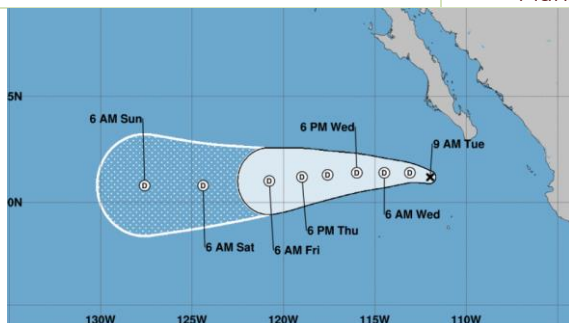 5N
6 AM Sun
6 PM Wed
9 AM Tue
D D D D D D D D
0N
6 AM Wed
6 PM Thu
6 AM Sat
6 AM Fri
130W 125W 120W 115W 110W